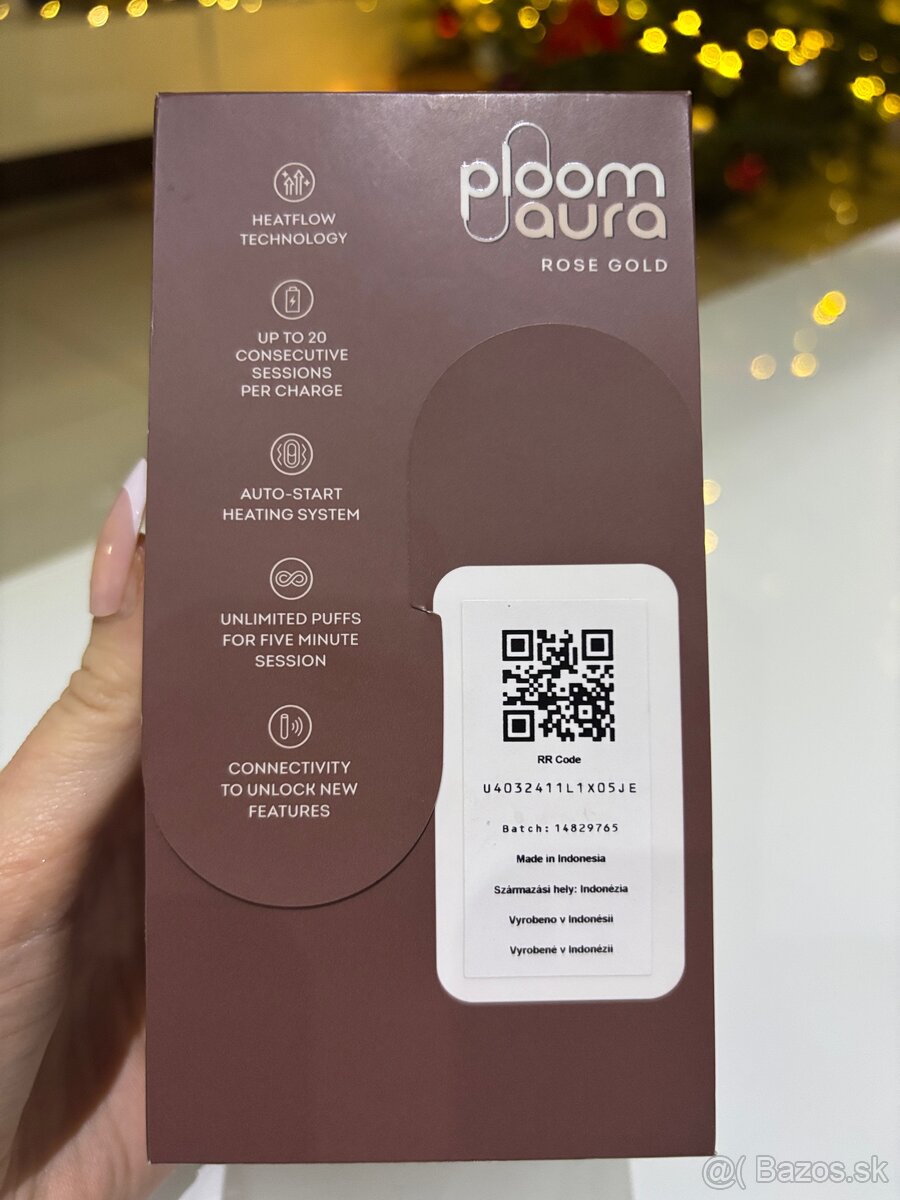 HEATFLOW
TECHNOLOGY
UP TO 20
CONSECUTIVE
SESSIONS
PER CHARGE
AUTO-START
HEATING SYSTEM
UNLIMITED PUFFS
FOR FIVE MINUTE
SESSION
CONNECTIVITY
TO UNLOCK NEW
FEATURES
ploom
aura
ROSE GOLD
RR Code
U4032411L1X05JE
Batch: 14829765
Made in Indonesia
Származási hely: Indonézia
Vyrobeno v Indonésii
Vyrobené v Indonézii
@( Bazos.sk